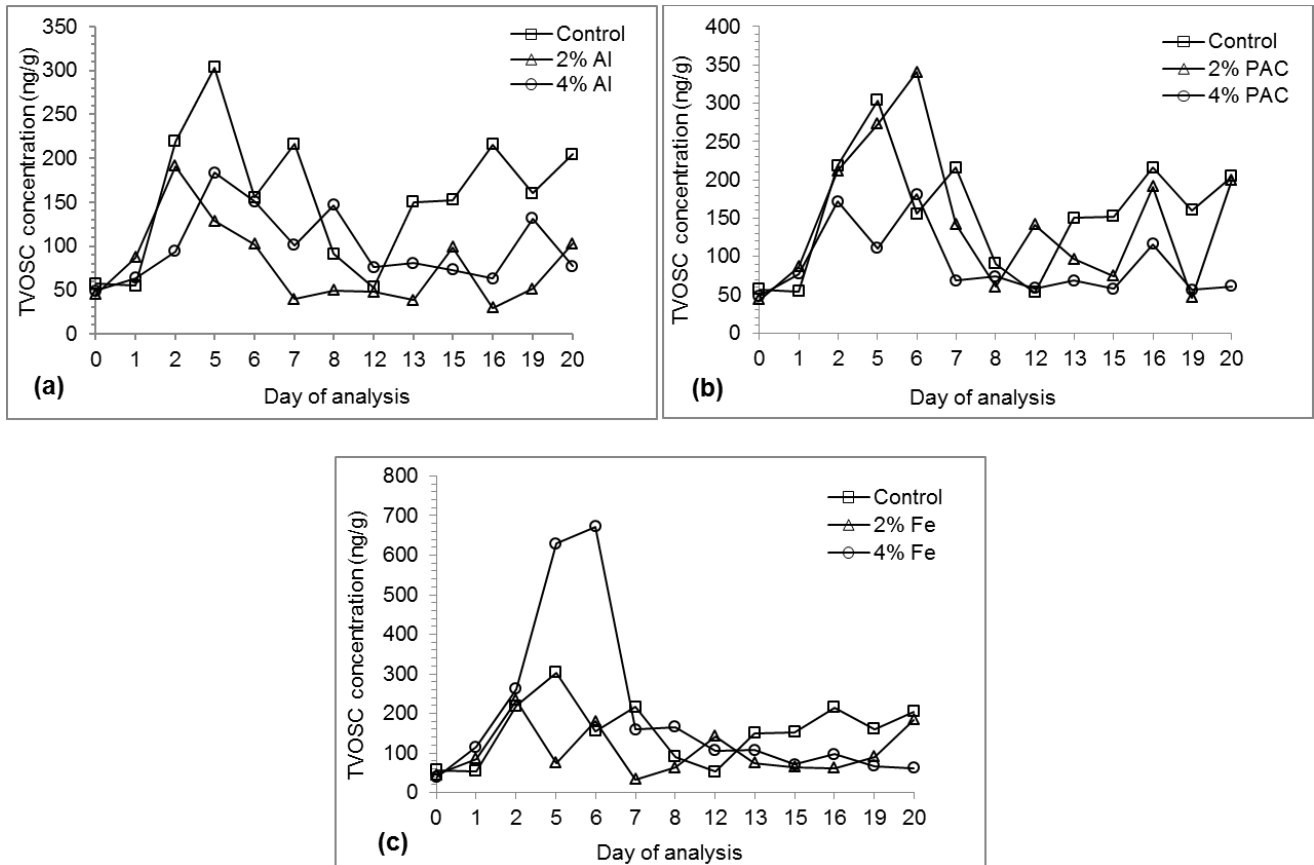 350
300
250
200
150
100
50
0
TVOSC concentration (ng/g)
Control
2% Al
4% Al
0 1 2 5 6 7 8 12 13 15 16 19 20
Day of analysis
(a)
400
350
300
250
200
150
100
50
0
TVOSC concentration (ng/g)
Control
2% PAC
4% PAC
0 1 2 5 6 7 8 12 13 15 16 19 20
Day of analysis
(b)
800
700
600
500
400
300
200
100
0
TVOSC concentration (ng/g)
Control
2% Fe
4% Fe
0 1 2 5 6 7 8 12 13 15 16 19 20
Day of analysis
(c)